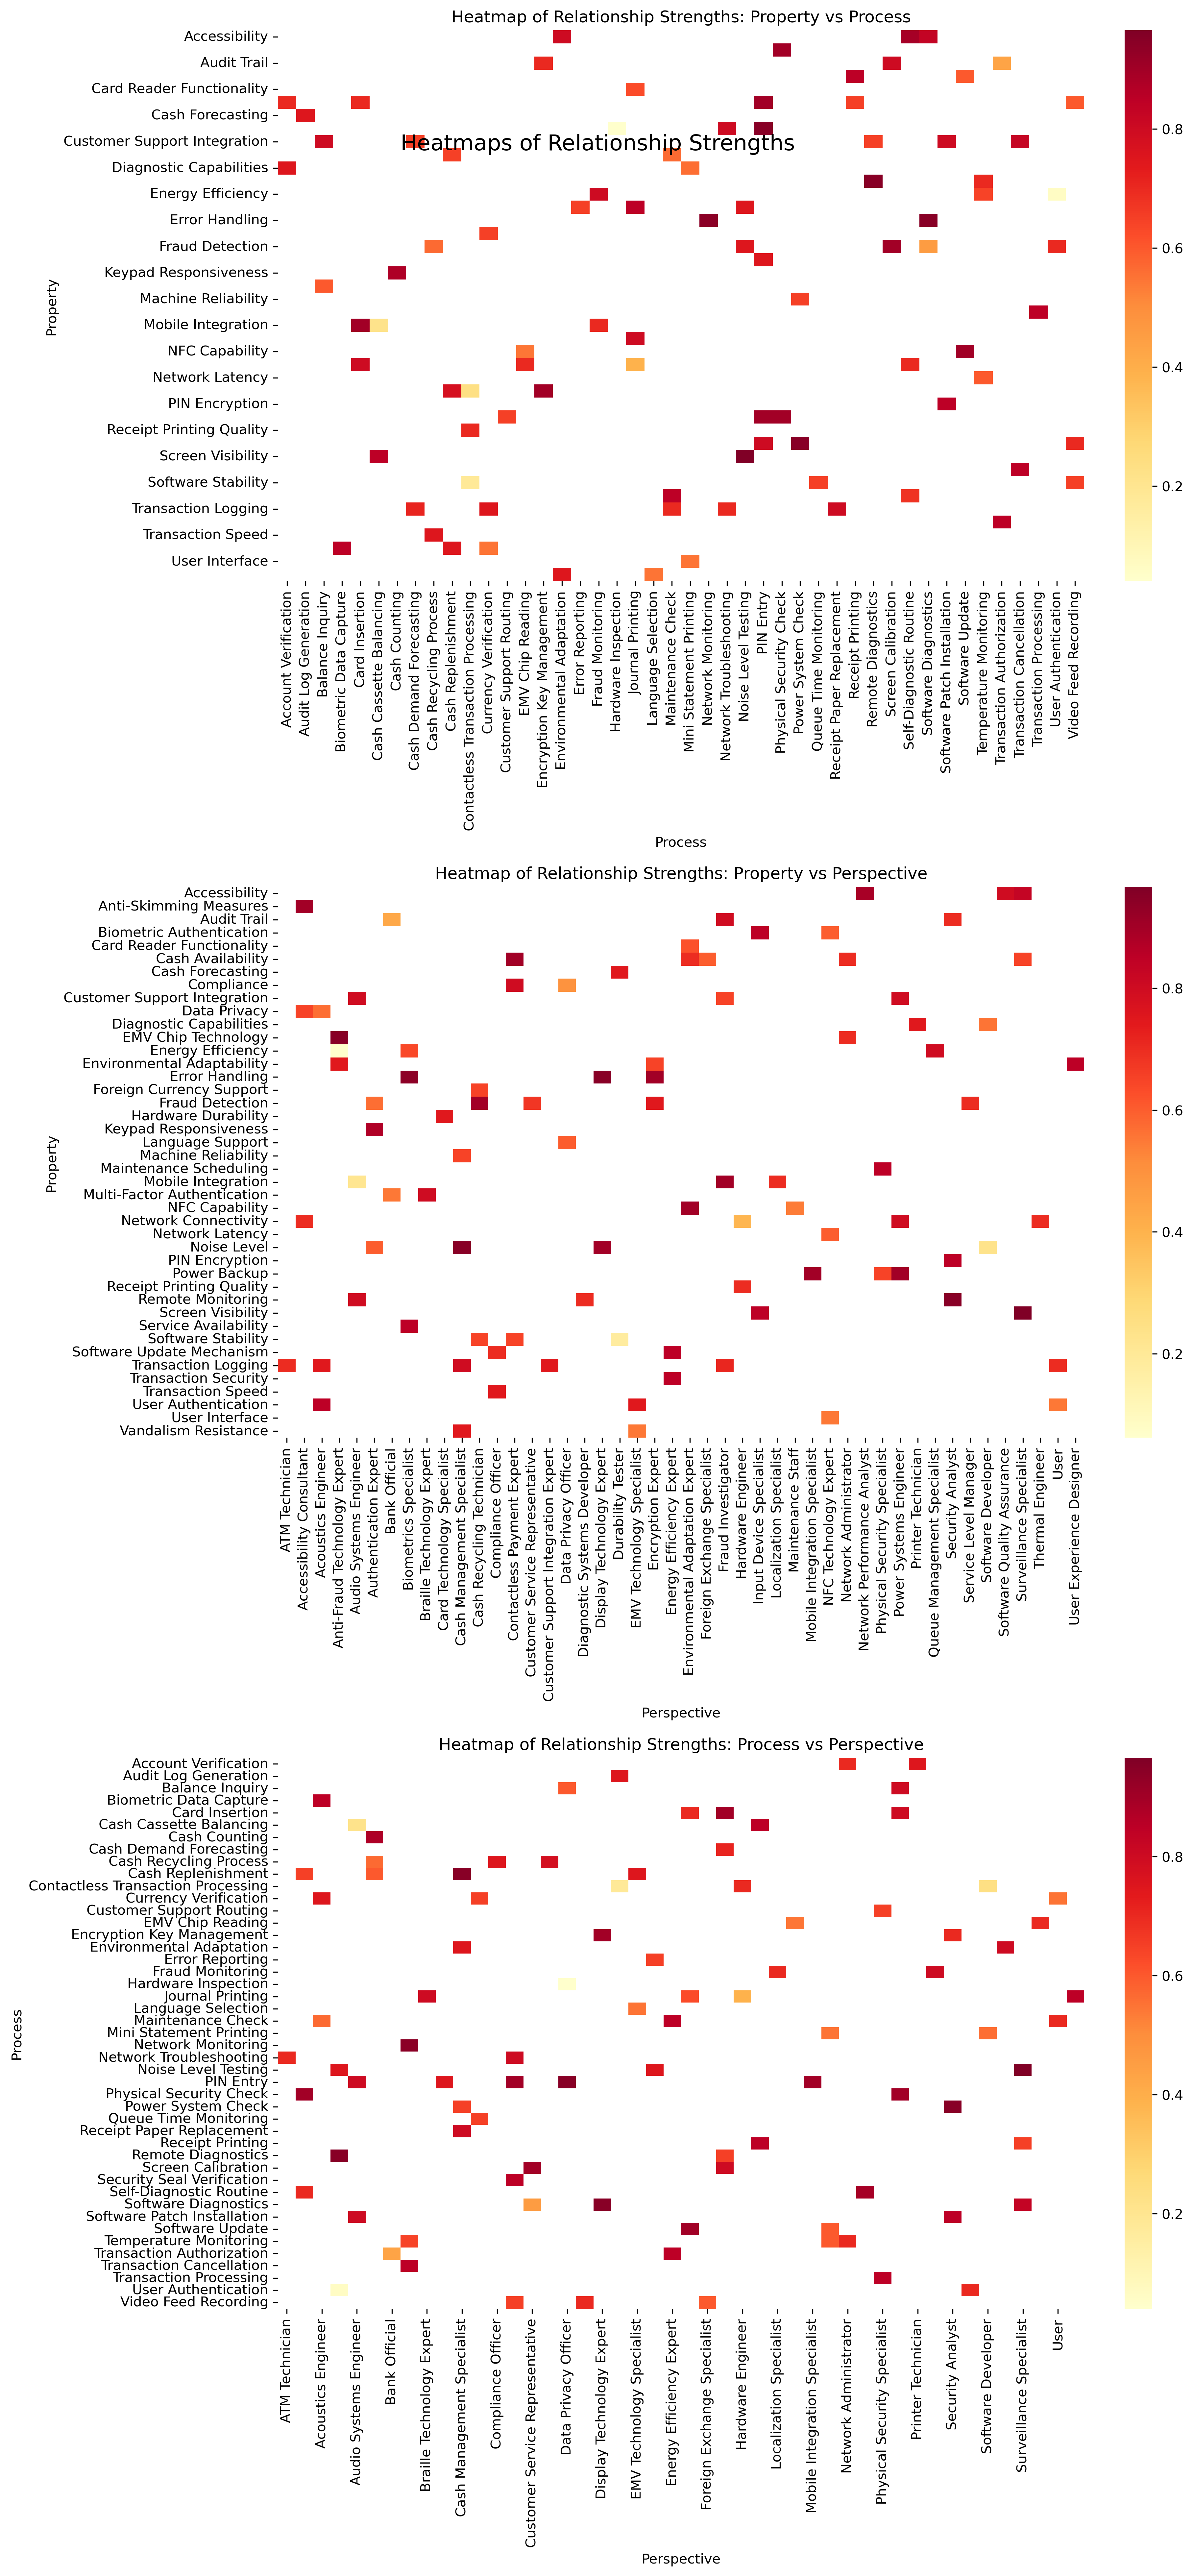 Heatmap of Relationship Strengths: Property vs Process
Accessibility
Audit Trail
Card Reader Functionality
Cash Forecasting
Customer Support Integration
Heatmaps of Relationship Strengths
Diagnostic Capabilities
Energy Efficiency
Error Handling
Fraud Detection
Keypad Responsiveness
Machine Reliability
Mobile Integration
NFC Capability
Network Latency
PIN Encryption
Receipt Printing Quality
Screen Visibility
Software Stability
Transaction Logging
Transaction Speed
User Interface
Property
0.8
0.6
0.4
0.2
Account Verification
Audit Log Generation
Balance Inquiry
Biometric Data Capture
Card Insertion
Cash Cassette Balancing
Cash Counting
Cash Demand Forecasting
Cash Recycling Process
Cash Replenishment
Contactless Transaction Processing
Currency Verification
Customer Support Routing
EMV Chip Reading
Encryption Key Management
Environmental Adaptation
Error Reporting
Fraud Monitoring
Hardware Inspection
Journal Printing
Language Selection
Maintenance Check
Mini Statement Printing
Network Monitoring
Network Troubleshooting
Noise Level Testing
PIN Entry
Physical Security Check
Power System Check
Queue Time Monitoring
Receipt Paper Replacement
Receipt Printing
Remote Diagnostics
Screen Calibration
Self-Diagnostic Routine
Software Diagnostics
Software Patch Installation
Software Update
Temperature Monitoring
Transaction Authorization
Transaction Cancellation
Transaction Processing
User Authentication
Video Feed Recording
Process
Heatmap of Relationship Strengths: Property vs Perspective
Accessibility
Anti-Skimming Measures
Audit Trail
Biometric Authentication
Card Reader Functionality
Cash Availability
Cash Forecasting
Compliance
Customer Support Integration
Data Privacy
Diagnostic Capabilities
EMV Chip Technology
Energy Efficiency
Environmental Adaptability
Error Handling
Foreign Currency Support
Fraud Detection
Hardware Durability
Keypad Responsiveness
Language Support
Machine Reliability
Maintenance Scheduling
Mobile Integration
Multi-Factor Authentication
NFC Capability
Network Connectivity
Network Latency
Noise Level
PIN Encryption
Power Backup
Receipt Printing Quality
Remote Monitoring
Screen Visibility
Service Availability
Software Stability
Software Update Mechanism
Transaction Logging
Transaction Security
Transaction Speed
User Authentication
User Interface
Vandalism Resistance
Property
0.8
0.6
0.4
0.2
ATM Technician
Accessibility Consultant
Acoustics Engineer
Anti-Fraud Technology Expert
Audio Systems Engineer
Authentication Expert
Bank Official
Biometrics Specialist
Braille Technology Expert
Card Technology Specialist
Cash Management Specialist
Cash Recycling Technician
Compliance Officer
Contactless Payment Expert
Customer Service Representative
Customer Support Integration Expert
Data Privacy Officer
Diagnostic Systems Developer
Display Technology Expert
Durability Tester
EMV Technology Specialist
Encryption Expert
Energy Efficiency Expert
Environmental Adaptation Expert
Foreign Exchange Specialist
Fraud Investigator
Hardware Engineer
Input Device Specialist
Localization Specialist
Maintenance Staff
Mobile Integration Specialist
NFC Technology Expert
Network Administrator
Network Performance Analyst
Physical Security Specialist
Power Systems Engineer
Printer Technician
Queue Management Specialist
Security Analyst
Service Level Manager
Software Developer
Software Quality Assurance
Surveillance Specialist
Thermal Engineer
User
User Experience Designer
Perspective
Heatmap of Relationship Strengths: Process vs Perspective
Account Verification
Audit Log Generation
Balance Inquiry
Biometric Data Capture
Card Insertion
Cash Cassette Balancing
Cash Counting
Cash Demand Forecasting
Cash Recycling Process
Cash Replenishment
Contactless Transaction Processing
Currency Verification
Customer Support Routing
EMV Chip Reading
Encryption Key Management
Environmental Adaptation
Error Reporting
Fraud Monitoring
Hardware Inspection
Journal Printing
Language Selection
Maintenance Check
Mini Statement Printing
Network Monitoring
Network Troubleshooting
Noise Level Testing
PIN Entry
Physical Security Check
Power System Check
Queue Time Monitoring
Receipt Paper Replacement
Receipt Printing
Remote Diagnostics
Screen Calibration
Security Seal Verification
Self-Diagnostic Routine
Software Diagnostics
Software Patch Installation
Software Update
Temperature Monitoring
Transaction Authorization
Transaction Cancellation
Transaction Processing
User Authentication
Video Feed Recording
Process
0.8
0.6
0.4
0.2
ATM Technician
Acoustics Engineer
Audio Systems Engineer
Bank Official
Braille Technology Expert
Cash Management Specialist
Compliance Officer
Customer Service Representative
Data Privacy Officer
Display Technology Expert
EMV Technology Specialist
Energy Efficiency Expert
Foreign Exchange Specialist
Hardware Engineer
Localization Specialist
Mobile Integration Specialist
Network Administrator
Physical Security Specialist
Printer Technician
Security Analyst
Software Developer
Surveillance Specialist
User
Perspective